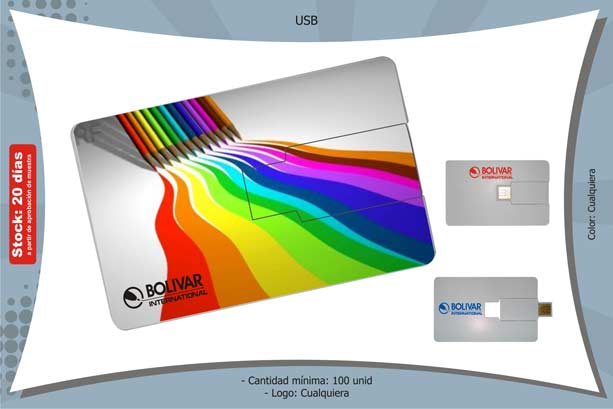 USB
Stock: 20 días
a partir de aprobación de muestra
RF
BOLIVAR
INTERNATIONAL
BOLIVAR
INTERNATIONAL
BOLIVAR
INTERNATIONAL
Color: Cualquiera
- Cantidad mínima: 100 unid
- Logo: Cualquiera